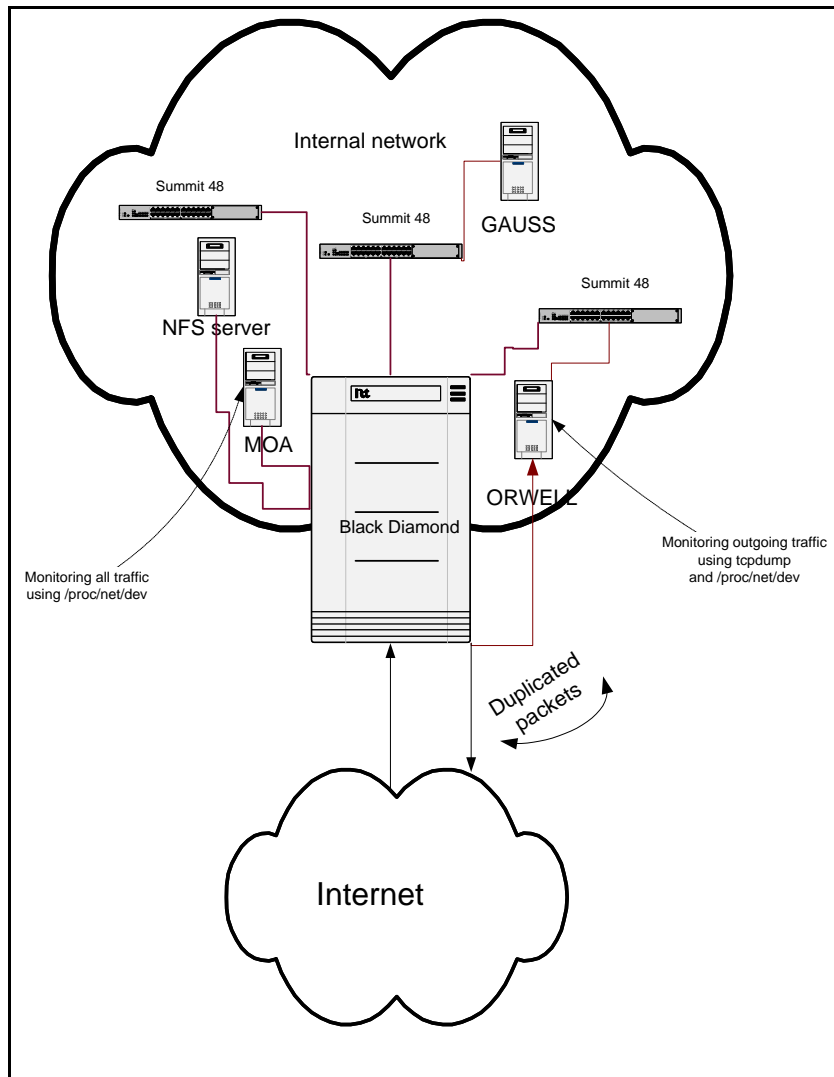 Internal network
Summit 48
Summit 48
GAUSS
Summit 48
NFS server
MOA
ORWELL
Black Diamond
Monitoring all traffic
using /proc/net/dev
Monitoring outgoing traffic
using tcpdump
and /proc/net/dev
Duplicated
packets
Internet